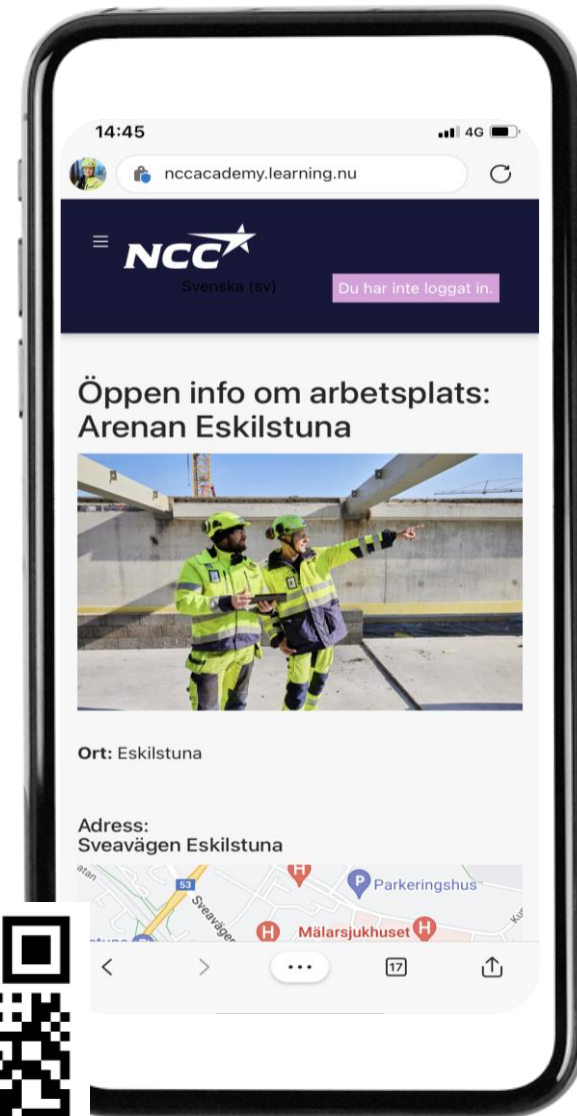 14:45
4G
nccacademy.learning.nu
NCC
Svenska (sv)
Du har inte loggat in.
Öppen info om arbetsplats:
Arenan Eskilstuna
Ort: Eskilstuna
Adress:
Sveavägen Eskilstuna
53
P Parkeringshus
Sveavägen
H
H Mälarsjukhuset H
17